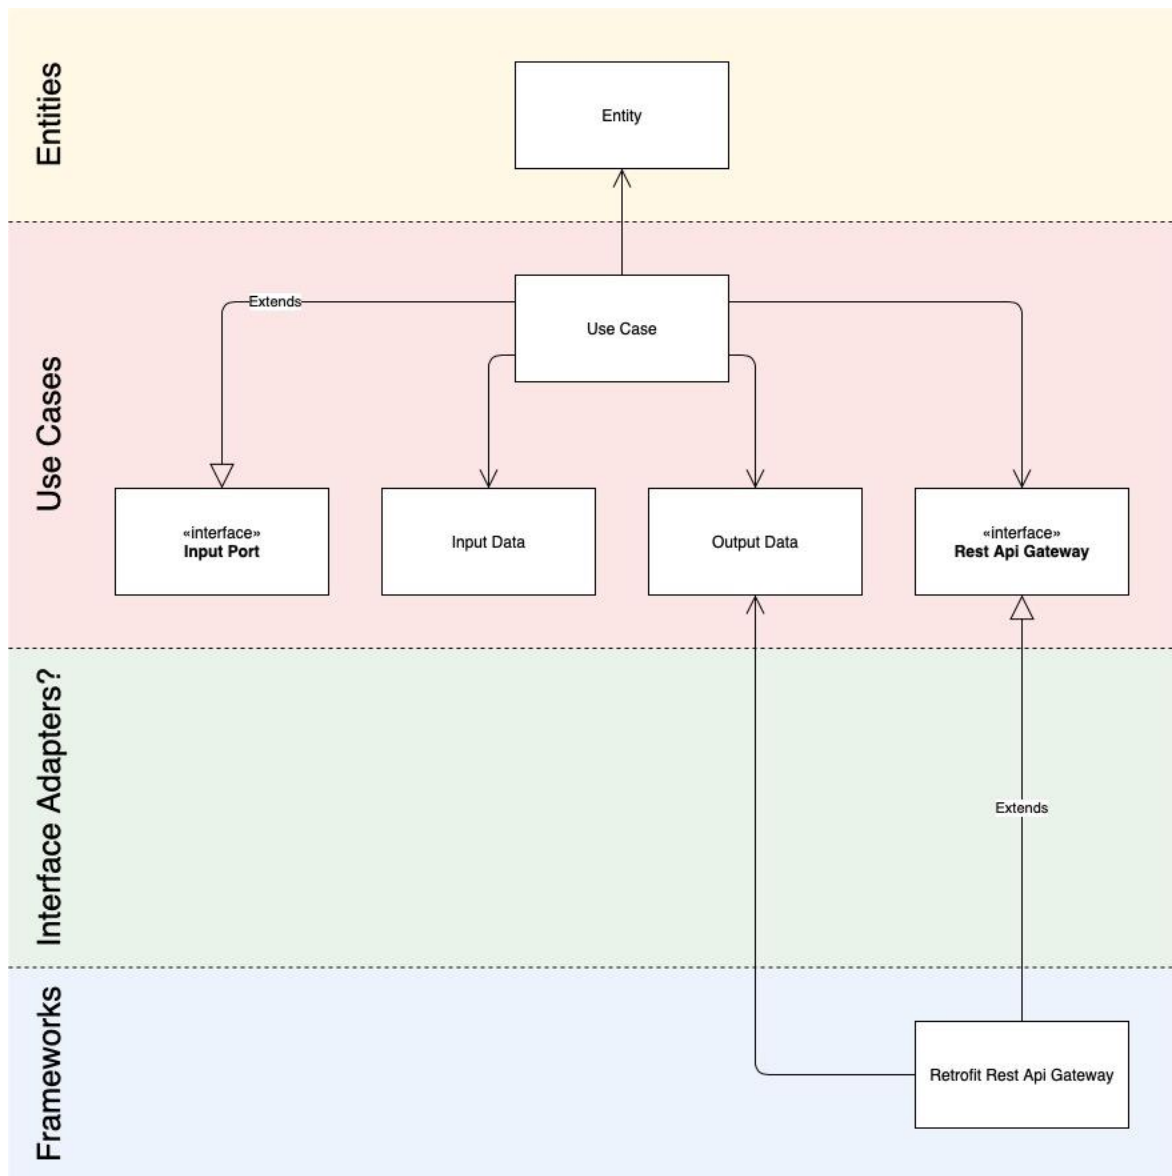 Entities
Entity
Use Cases
Extends
Use Case
«interface»
Input Port
Input Data
Output Data
«interface»
Rest Api Gateway
Interface Adapters?
Extends
Frameworks
Retrofit Rest Api Gateway